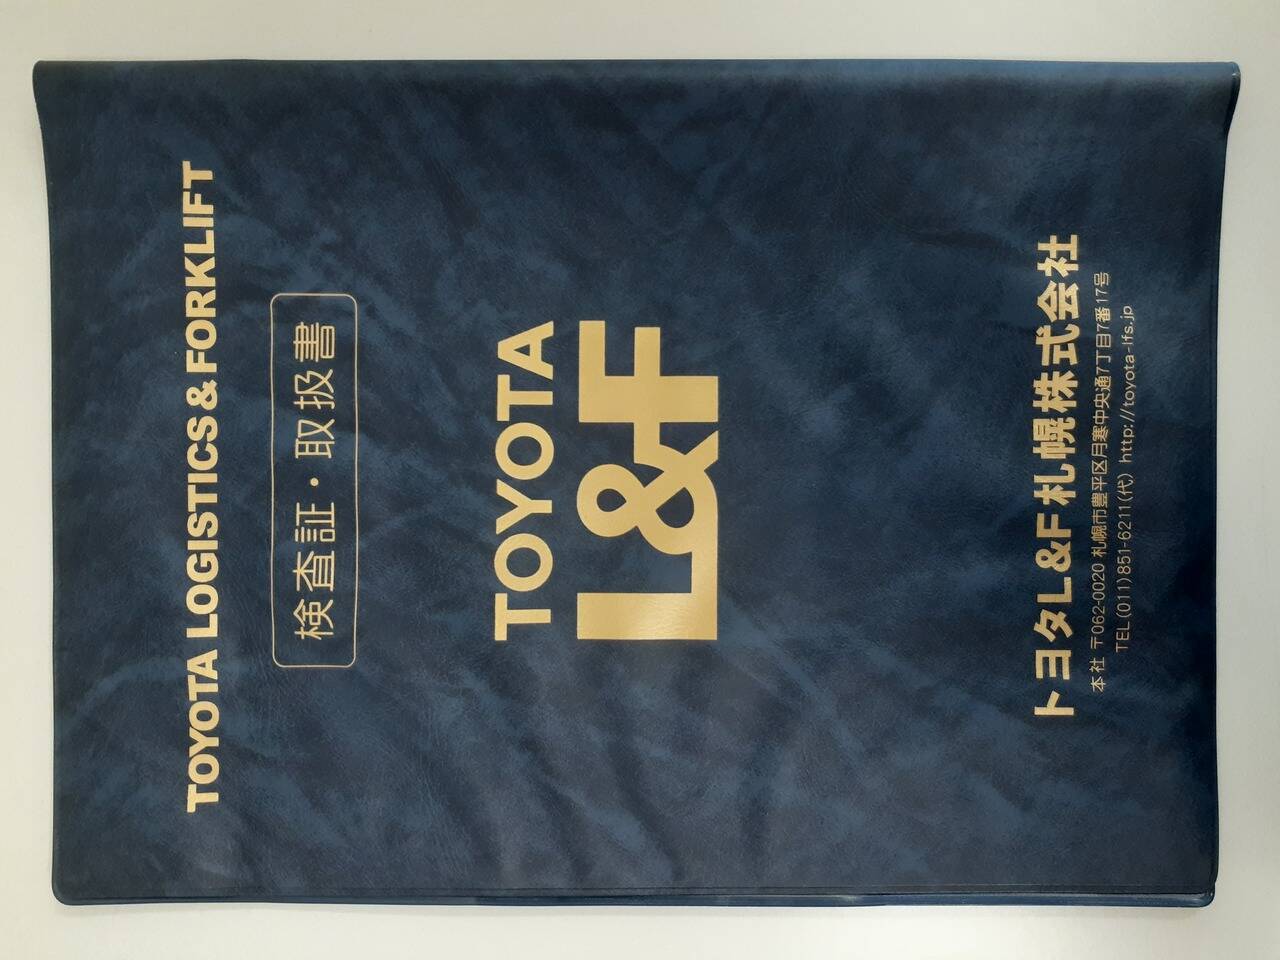 TOYOTA LOGISTICS & FORKLIFT
検査証・取扱書
TOYOTA
L&F
トヨタL&F札幌株式会社
本社 〒062-0020 札幌市豊平区月寒中央通7丁目7番17号
TEL(011)851-6211(代) http://toyota-lfs.jp